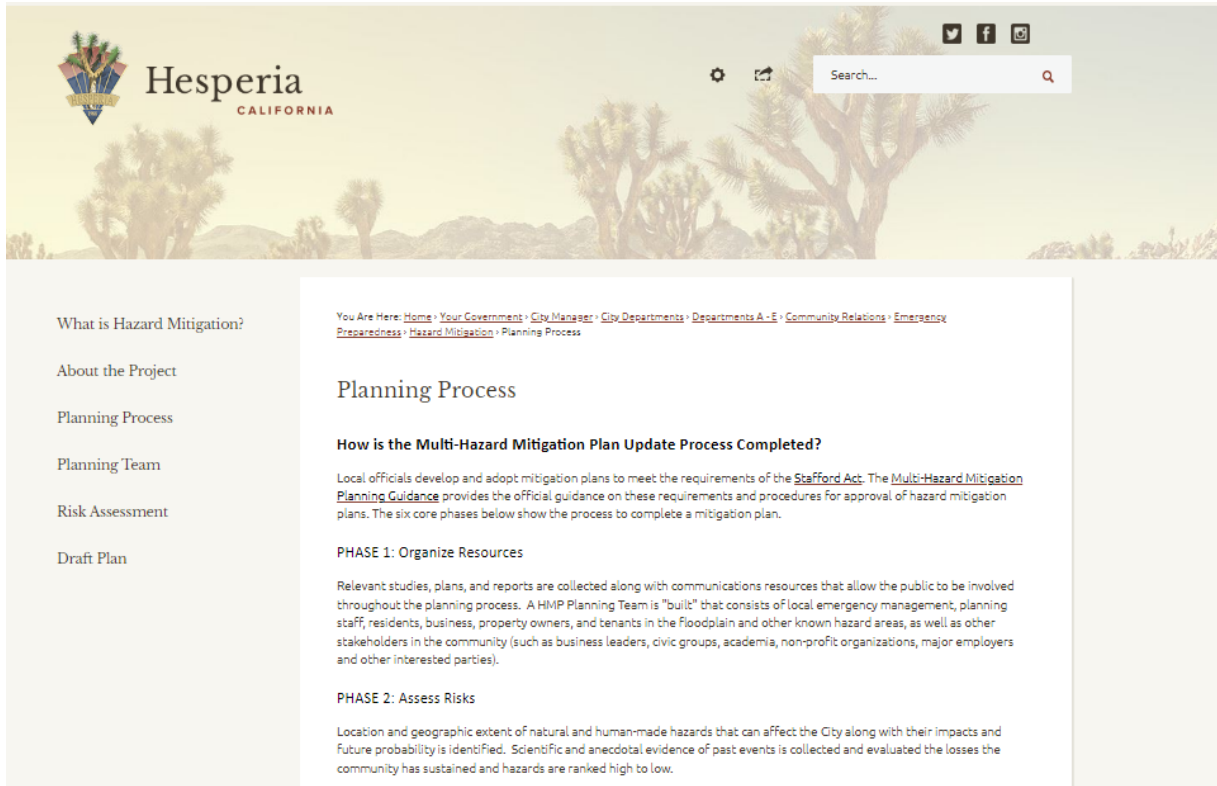 HESPERIA
Hesperia
CALIFORNIA
Search...
What is Hazard Mitigation?
About the Project
Planning Process
Planning Team
Risk Assessment
Draft Plan
You Are Here: Home › Your Government › City Manager › City Departments › Departments A - E › Community Relations › Emergency
Preparedness › Hazard Mitigation › Planning Process
Planning Process
How is the Multi-Hazard Mitigation Plan Update Process Completed?
Local officials develop and adopt mitigation plans to meet the requirements of the Stafford Act. The Multi-Hazard Mitigation
Planning Guidance provides the official guidance on these requirements and procedures for approval of hazard mitigation
plans. The six core phases below show the process to complete a mitigation plan.
PHASE 1: Organize Resources
Relevant studies, plans, and reports are collected along with communications resources that allow the public to be involved
throughout the planning process.  A HMP Planning Team is "built" that consists of local emergency management, planning
staff, residents, business, property owners, and tenants in the floodplain and other known hazard areas, as well as other
stakeholders in the community (such as business leaders, civic groups, academia, non-profit organizations, major employers
and other interested parties).
PHASE 2: Assess Risks
Location and geographic extent of natural and human-made hazards that can affect the City along with their impacts and
future probability is identified.  Scientific and anecdotal evidence of past events is collected and evaluated the losses the
community has sustained and hazards are ranked high to low.